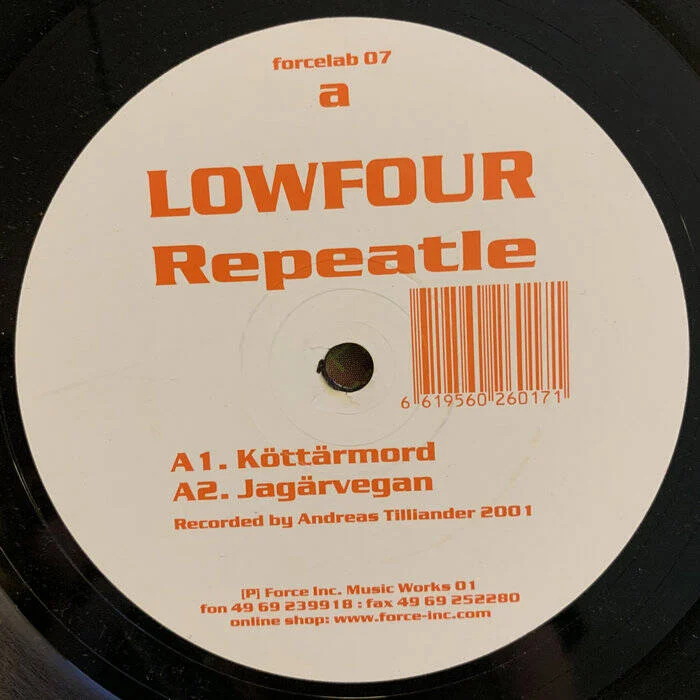 forcelab 07
a
LOWFOUR
Repeatle
6 619560 260171
A1. Köttärmord
A2. Jagärvegan
Recorded by Andreas Tilliander 2001
[P] Force Inc. Music Works 01
fon 49 69 239918 : fax 49 69 252280
online shop: www.force-inc.com